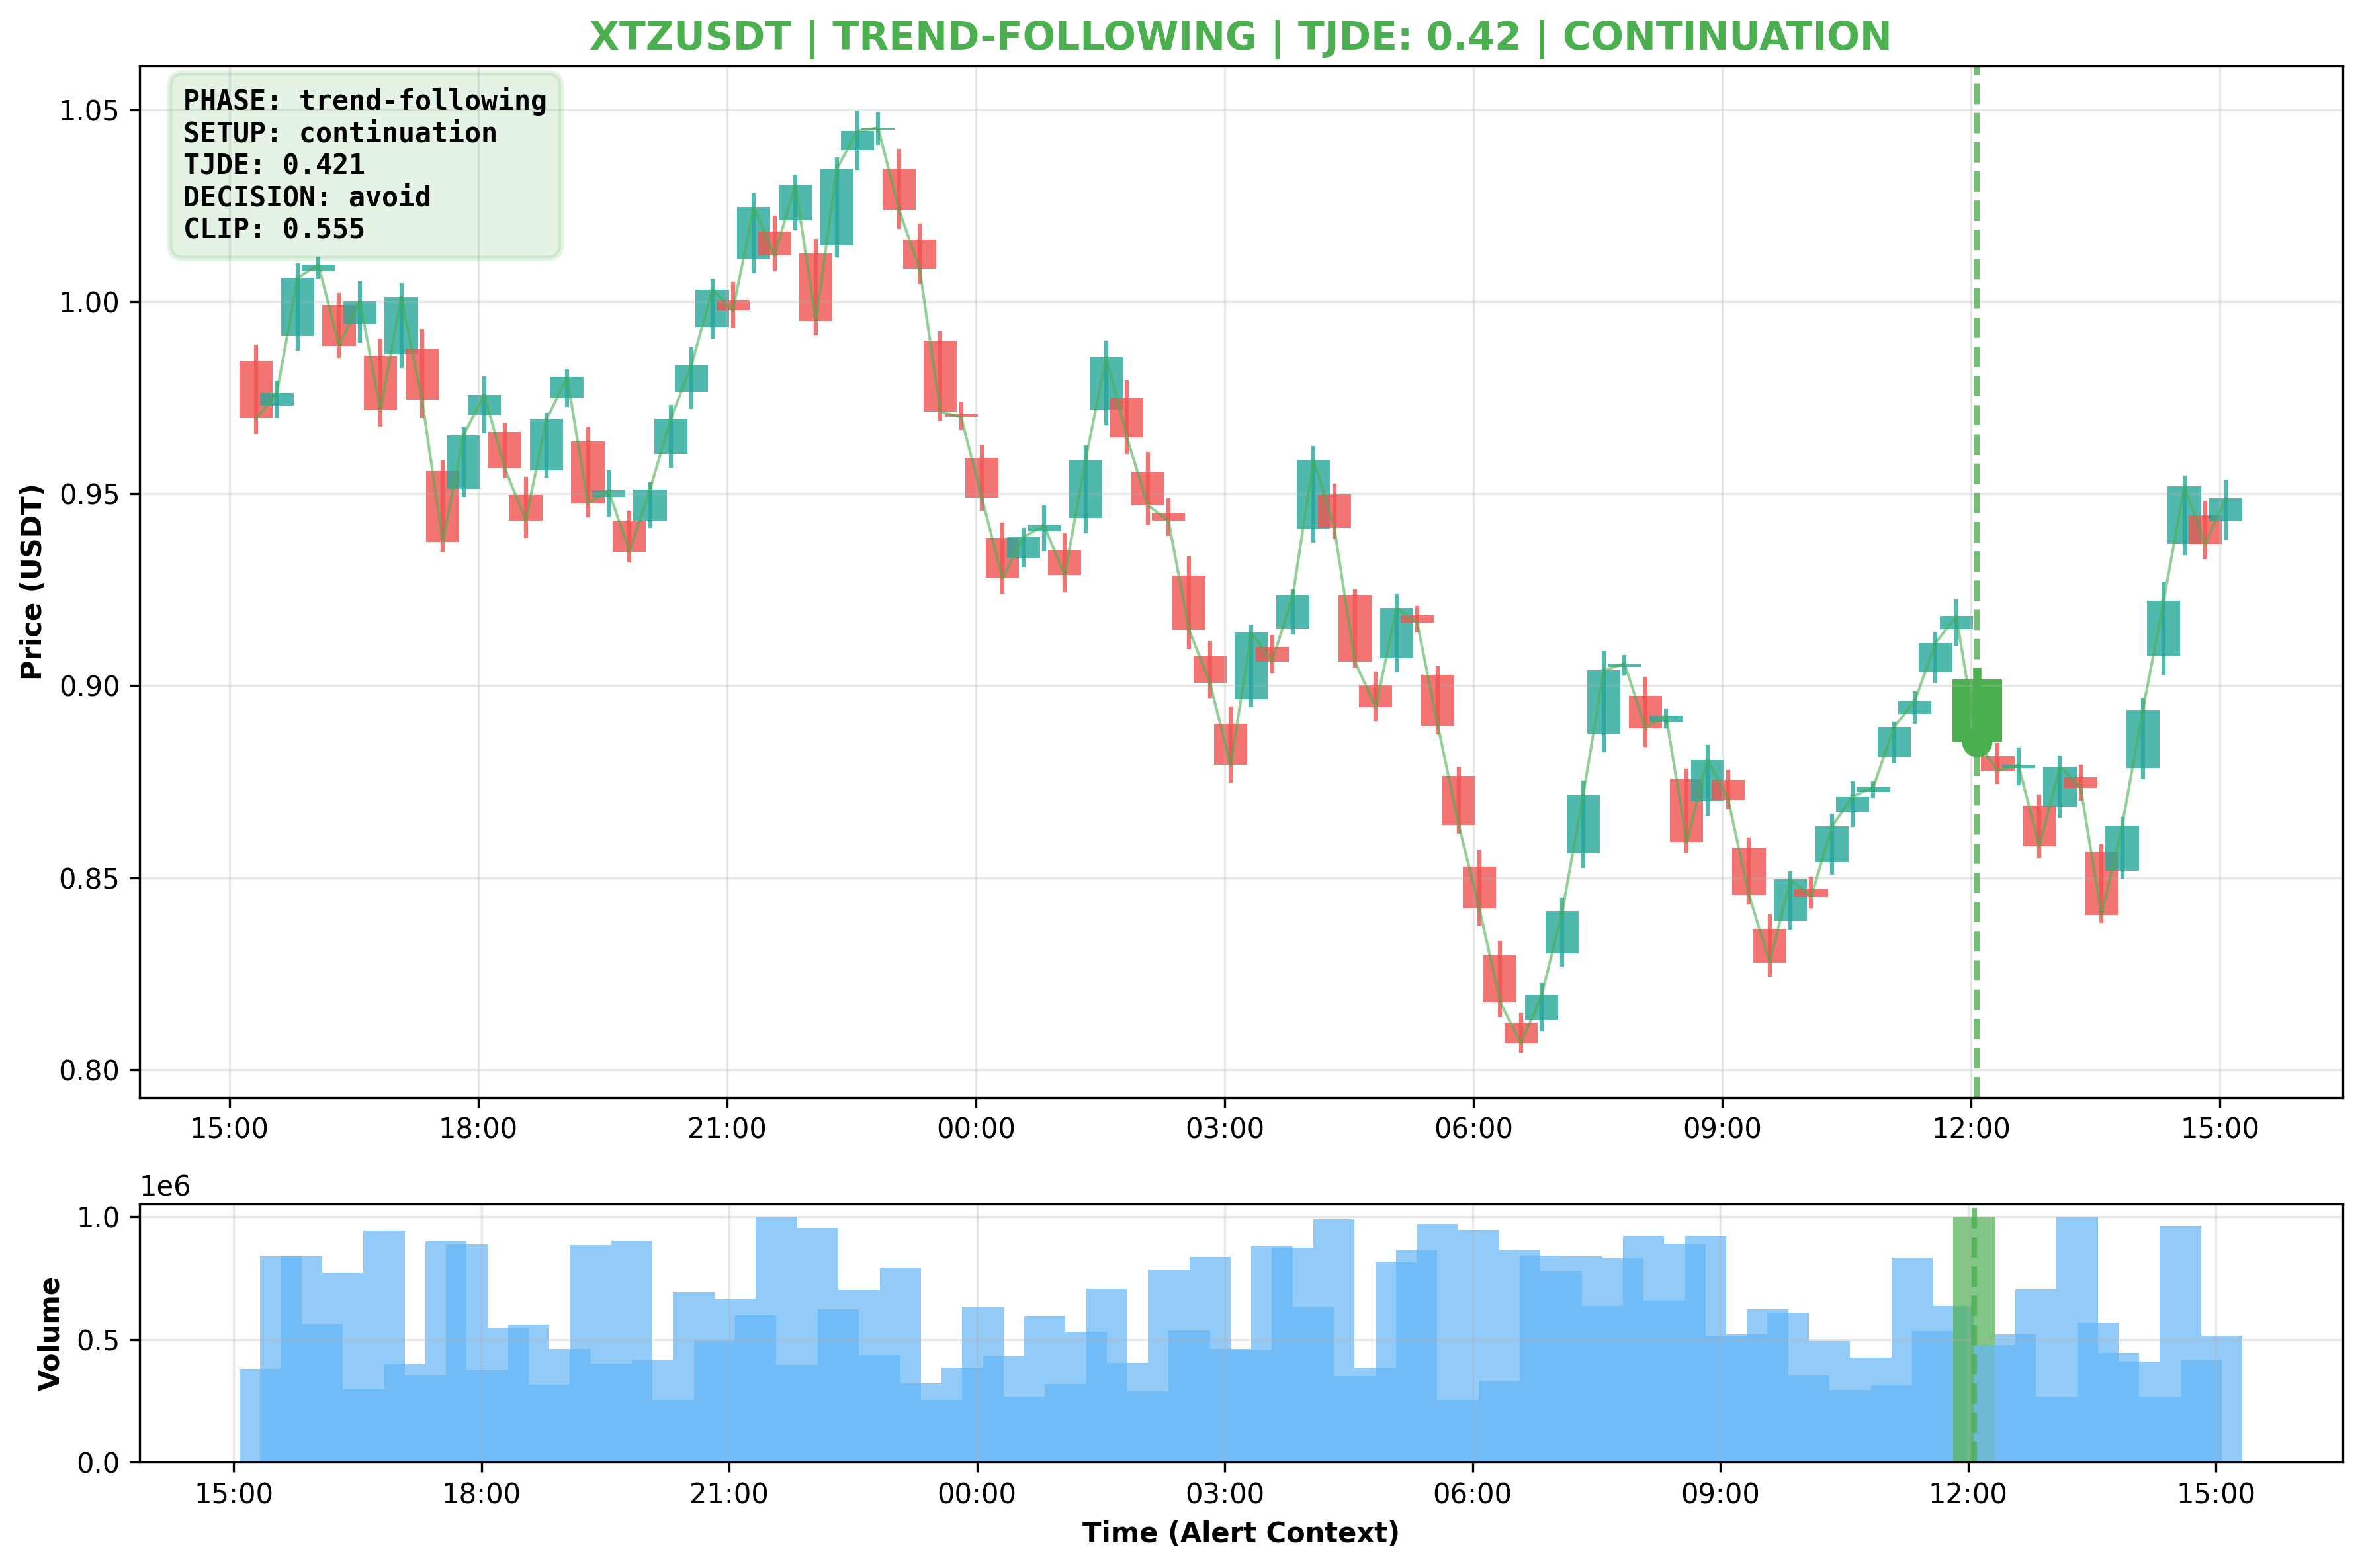 XTZUSDT | TREND-FOLLOWING | TJDE: 0.42 | CONTINUATION
PHASE: trend-following
SETUP: continuation
TJDE: 0.421
DECISION: avoid
CLIP: 0.555
Price (USDT)
1.05
1.00
0.95
0.90
0.85
0.80
15:00 18:00 21:00 00:00 03:00 06:00 09:00 12:00 15:00
1e6
Volume
1.0
0.5
0.0
15:00 18:00 21:00 00:00 03:00 06:00 09:00 12:00 15:00
Time (Alert Context)